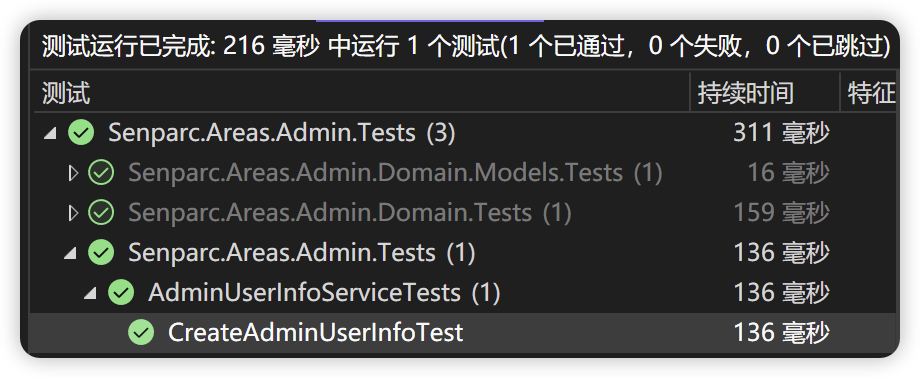 测试运行已完成: 216 毫秒 中运行 1 个测试(1 个已通过，0 个失败，0 个已跳过)
测试 持续时间 特征
Senparc.Areas.Admin.Tests (3) 311 毫秒
Senparc.Areas.Admin.Domain.Models.Tests (1) 16 毫秒
Senparc.Areas.Admin.Domain.Tests (1) 159 毫秒
Senparc.Areas.Admin.Tests (1) 136 毫秒
AdminUserInfoServiceTests (1) 136 毫秒
CreateAdminUserInfoTest 136 毫秒